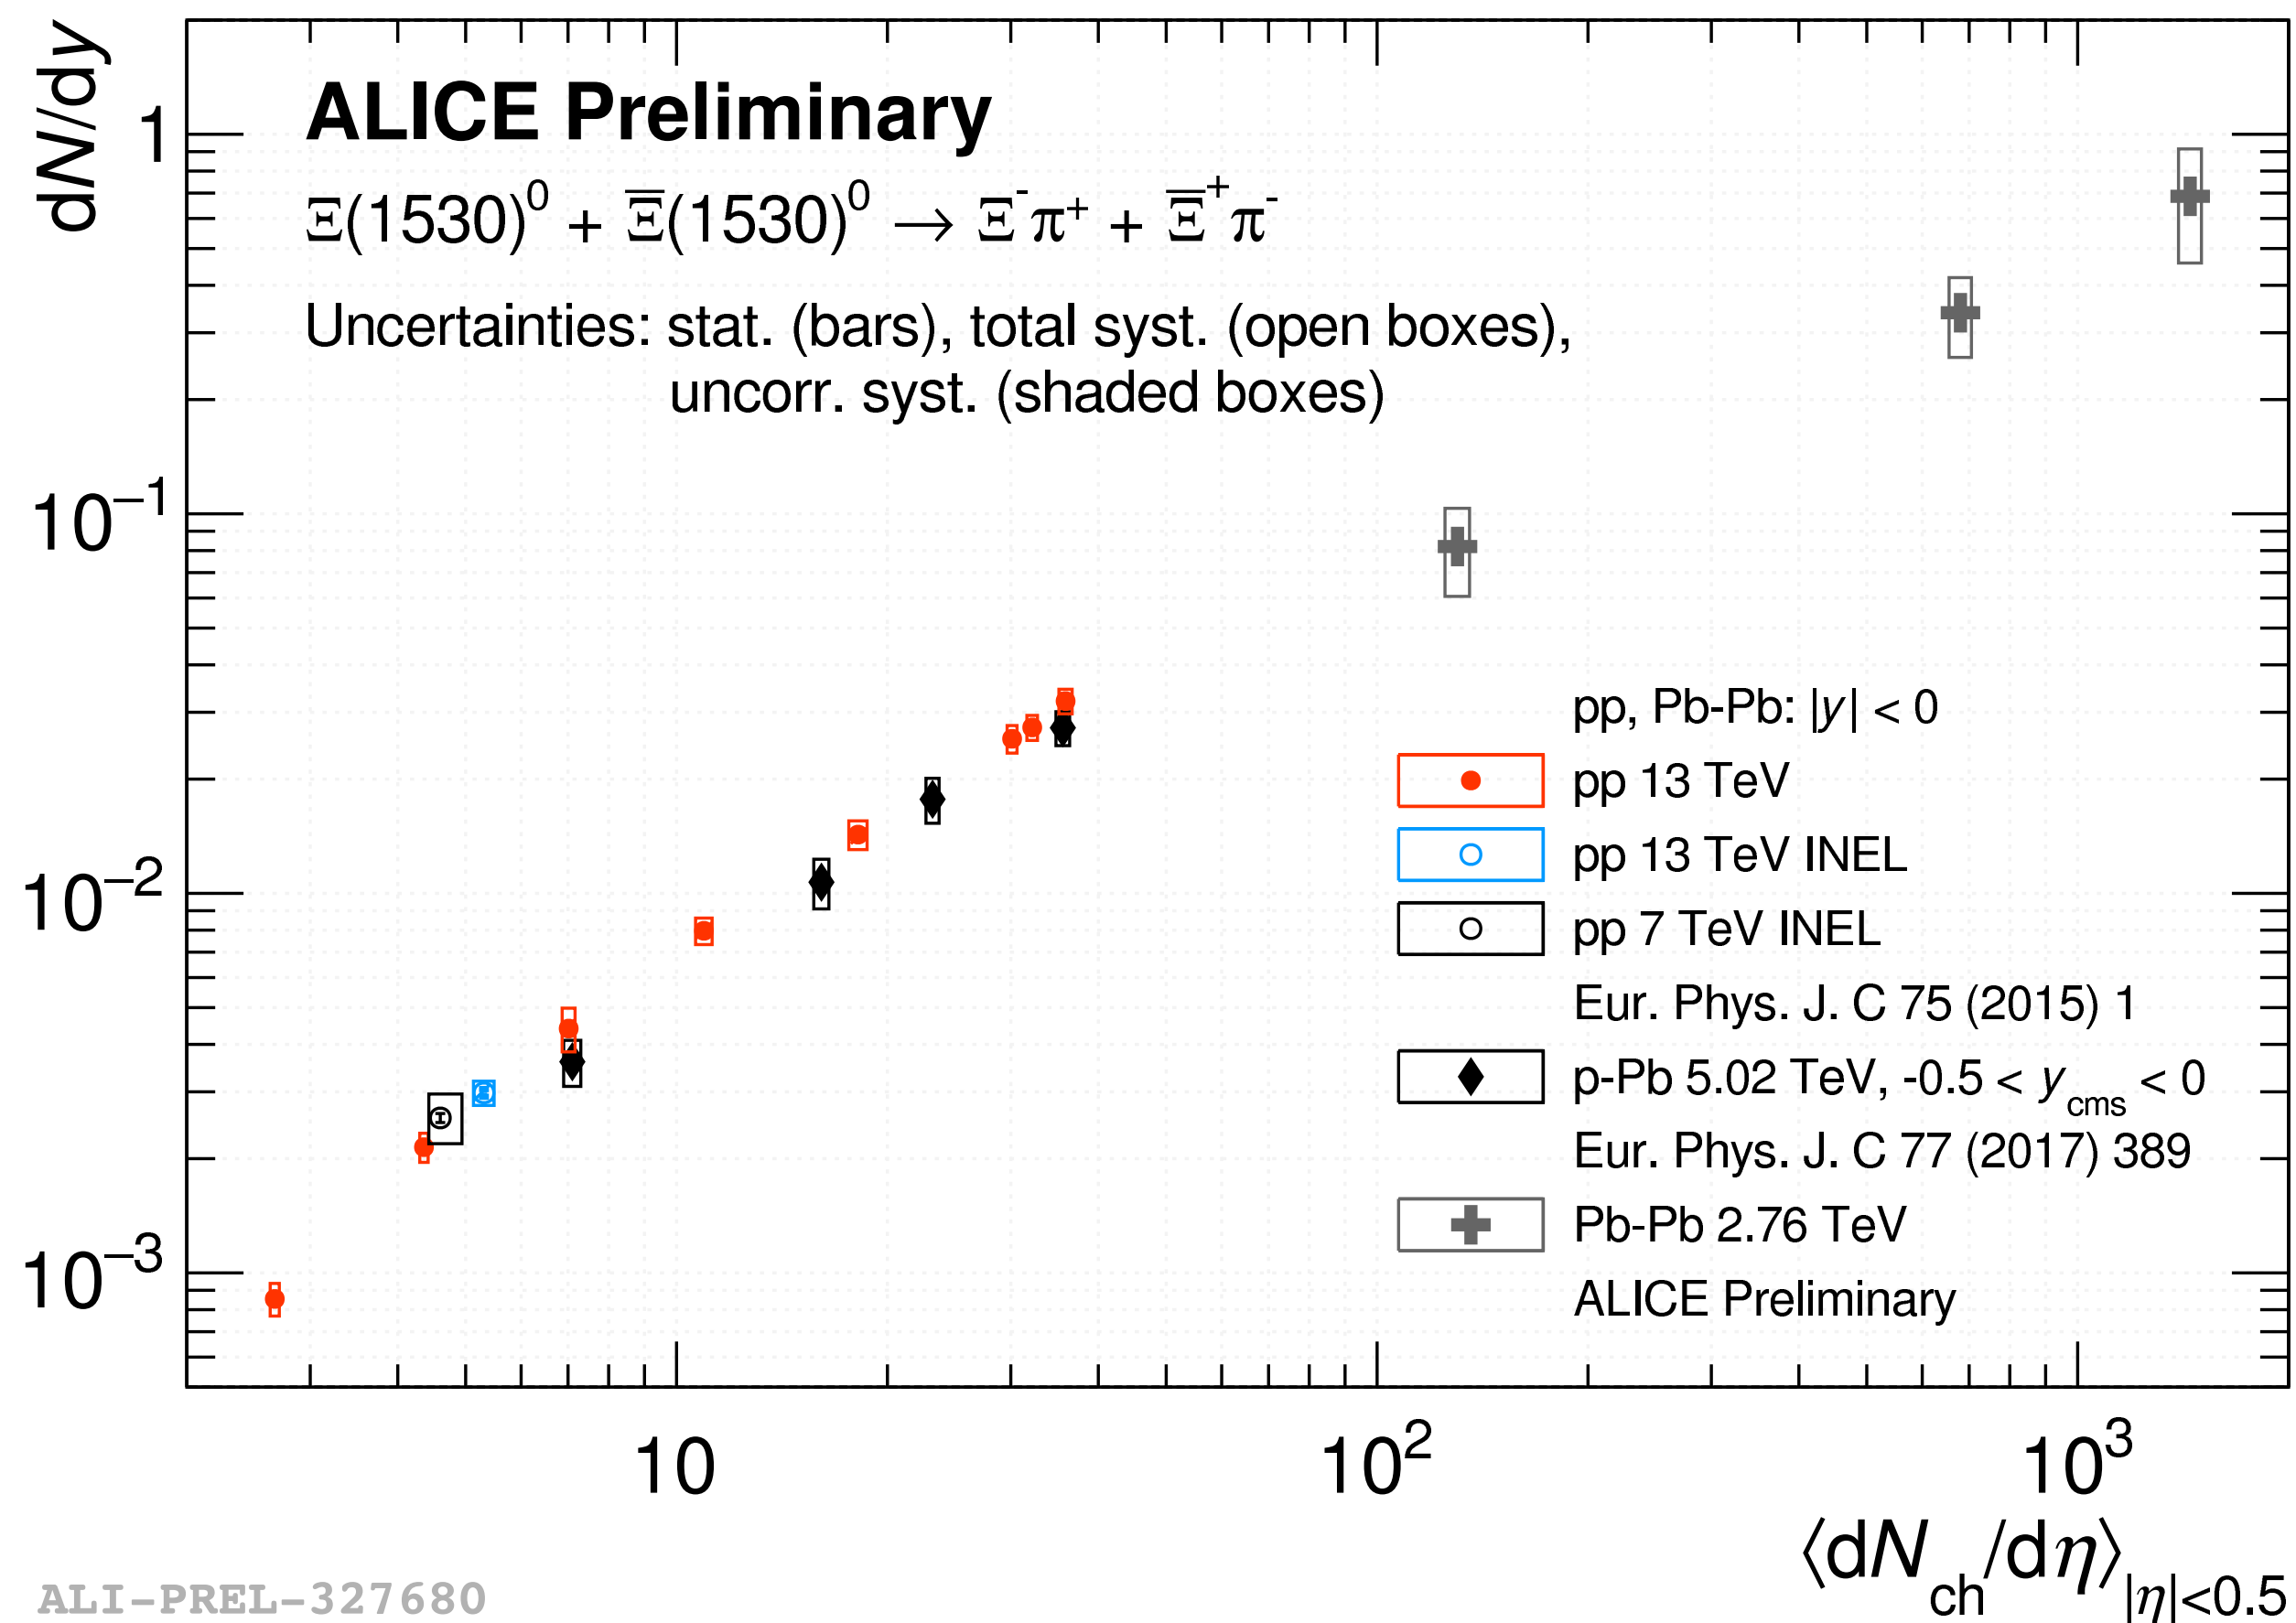 dN/dy
ALICE Preliminary
Ξ(1530)⁰ + Ξ̅(1530)⁰ → Ξ⁻π⁺ + Ξ̅⁺π⁻
Uncertainties: stat. (bars), total syst. (open boxes),
uncorr. syst. (shaded boxes)
1
10⁻¹
10⁻²
10⁻³
pp, Pb-Pb: |y| < 0
pp 13 TeV
pp 13 TeV INEL
pp 7 TeV INEL
Eur. Phys. J. C 75 (2015) 1
p-Pb 5.02 TeV, -0.5 < y_cms < 0
Eur. Phys. J. C 77 (2017) 389
Pb-Pb 2.76 TeV
ALICE Preliminary
10 10² 10³
⟨dN_ch/dη⟩_|η|<0.5
ALI-PREL-327680